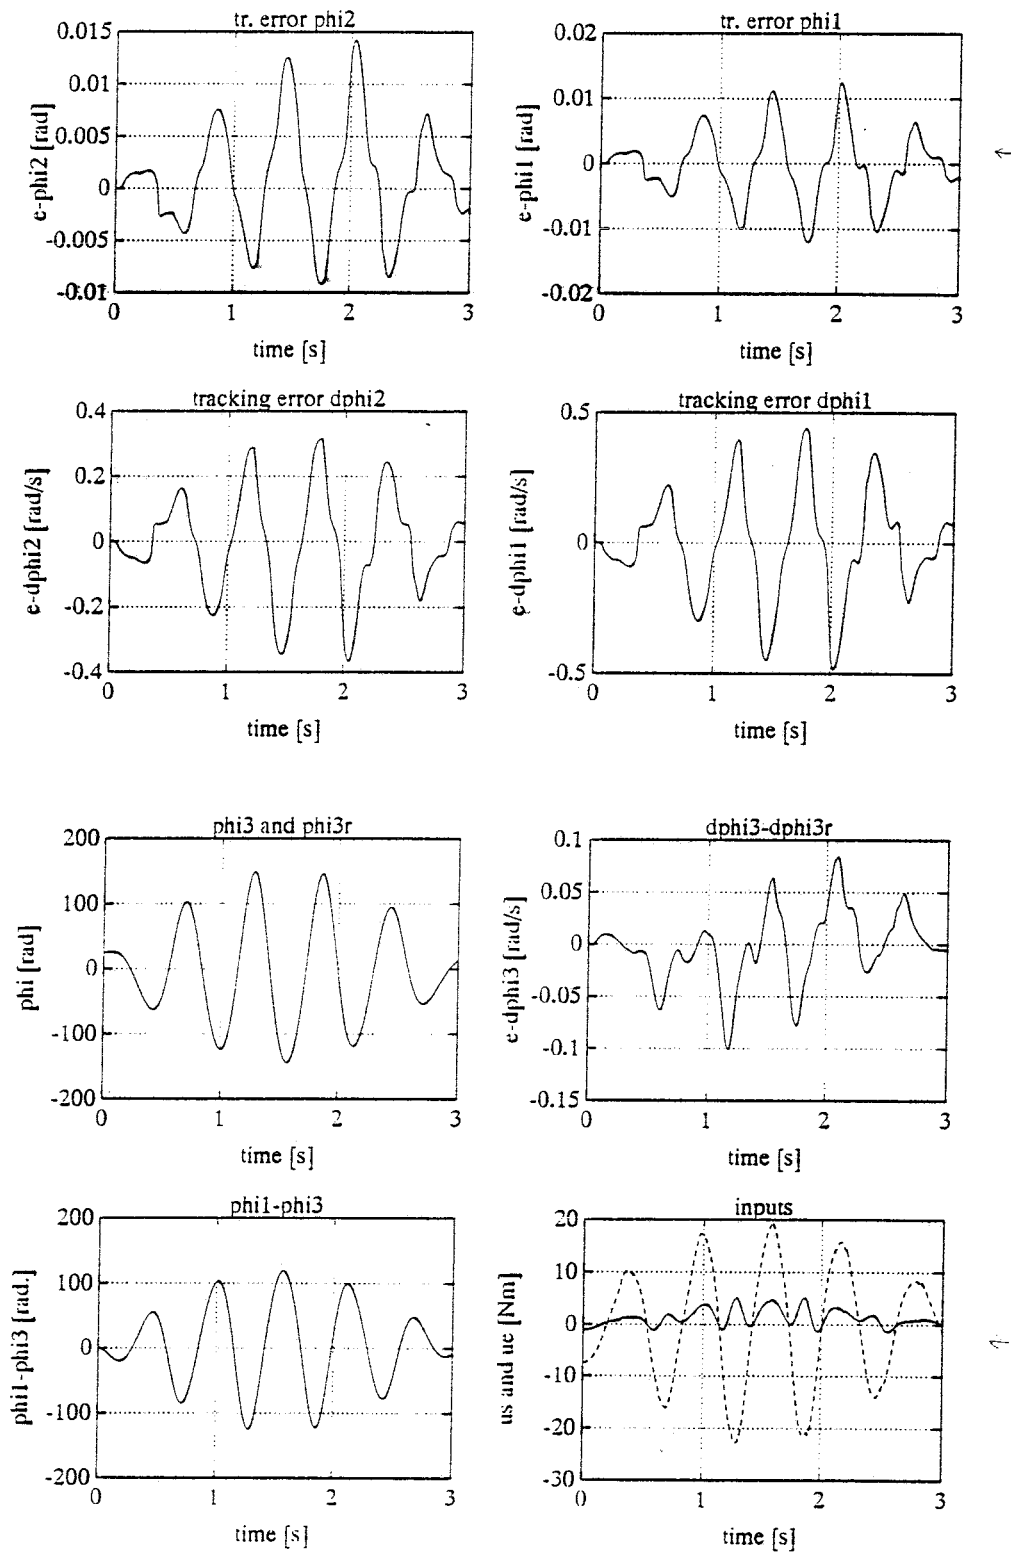 tr. error phi2
0.015
0.01
0.005
0
-0.005
-0.01
e-phi2 [rad]
0 1 2 3
time [s]
tr. error phi1
0.02
0.01
0
-0.01
-0.02
e-phi1 [rad]
0 1 2 3
time [s]
tracking error dphi2
0.4
0.2
0
-0.2
-0.4
e-dphi2 [rad/s]
0 1 2 3
time [s]
tracking error dphi1
0.5
0
-0.5
e-dphi1 [rad/s]
0 1 2 3
time [s]
phi3 and phi3r
200
100
0
-100
-200
phi [rad]
0 1 2 3
time [s]
dphi3-dphi3r
0.1
0.05
0
-0.05
-0.1
-0.15
e-dphi3 [rad/s]
0 1 2 3
time [s]
phi1-phi3
200
100
0
-100
-200
phi1-phi3 [rad.]
0 1 2 3
time [s]
inputs
20
10
0
-10
-20
-30
us and ue [Nm]
0 1 2 3
time [s]